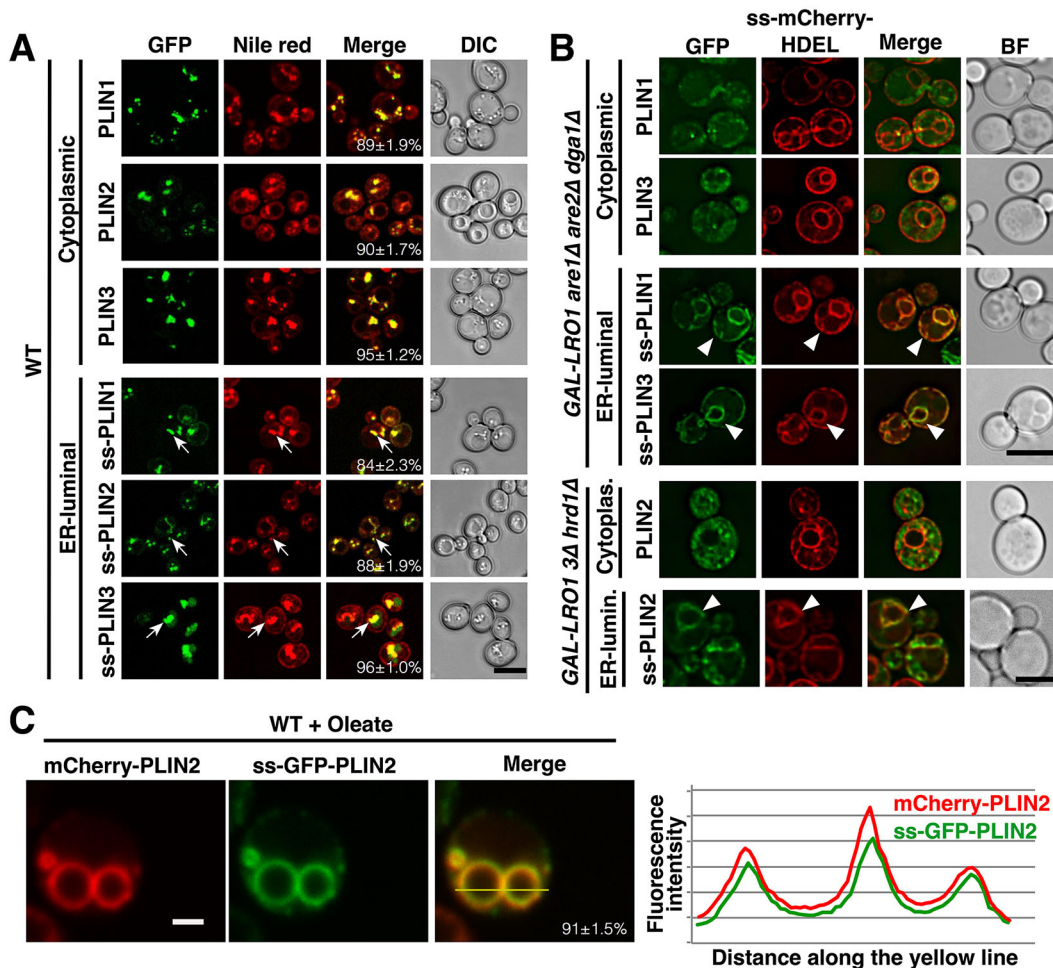 A
GFP
Nile red
Merge
DIC
WT
Cytoplasmic
PLIN1
89±1.9%
PLIN2
90±1.7%
PLIN3
95±1.2%
ER-luminal
ss-PLIN1
84±2.3%
ss-PLIN2
88±1.9%
ss-PLIN3
96±1.0%
B
ss-mCherry-
GFP
HDEL
Merge
BF
GAL-LRO1 are1Δ are2Δ dga1Δ
Cytoplasmic
PLIN1
PLIN3
ER-luminal
ss-PLIN1
ss-PLIN3
GAL-LRO1 3Δ hrd1Δ
Cytoplas.
PLIN2
ER-lumin.
ss-PLIN2
C
WT + Oleate
mCherry-PLIN2
ss-GFP-PLIN2
Merge
91±1.5%
Fluorescence
intentsity
mCherry-PLIN2
ss-GFP-PLIN2
Distance along the yellow line